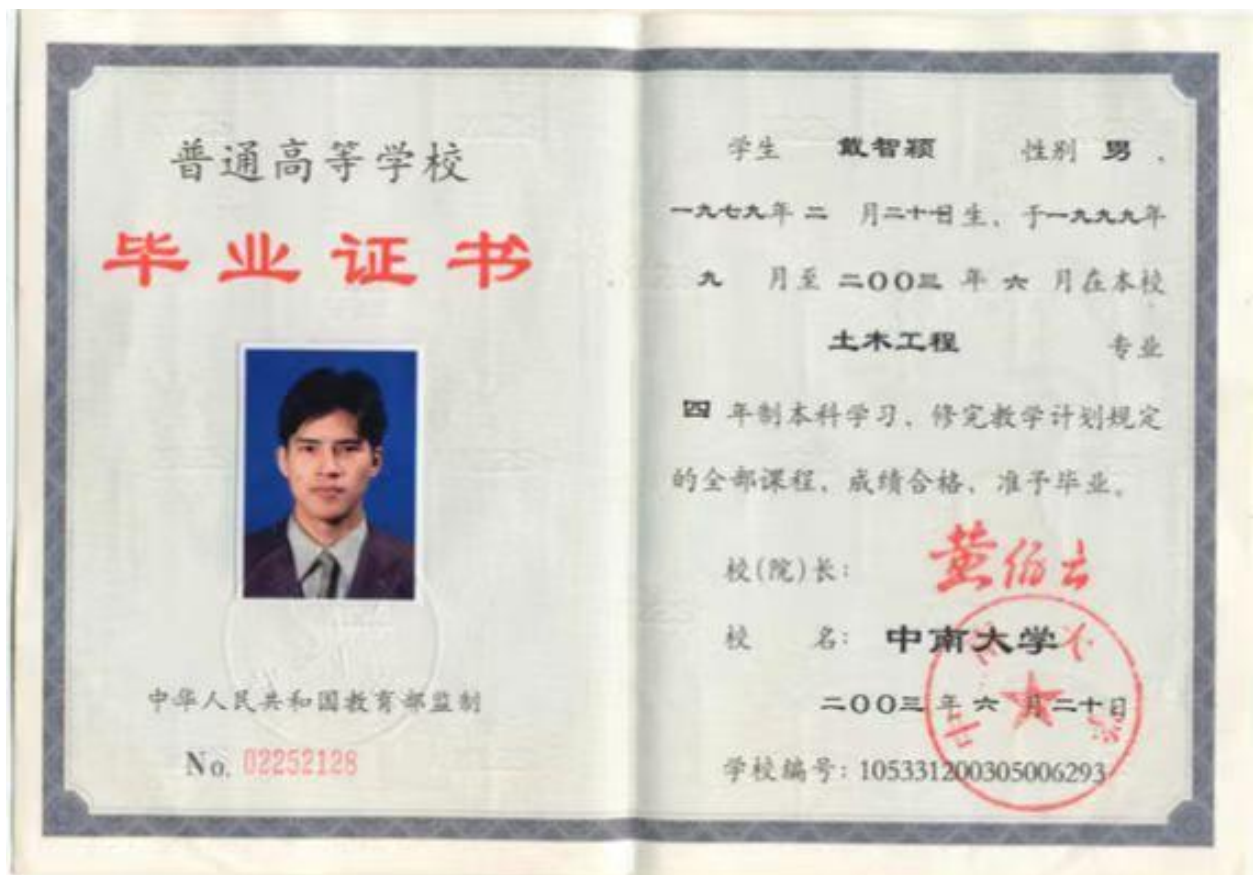 普通高等学校
毕业证书
中华人民共和国教育部监制
No. 02252128
学生 戴智颖 性别 男 、
一九七九年 二 月二十日生、于一九九九年
九 月至 二〇〇三 年 六 月在本校
土木工程 专业
四 年制本科学习、修完教学计划规定
的全部课程、成绩合格、准予毕业。
校(院)长: 黄伯云
校 名: 中南大学
二〇〇三 年 六 月二十日
学校编号: 105331200305006293